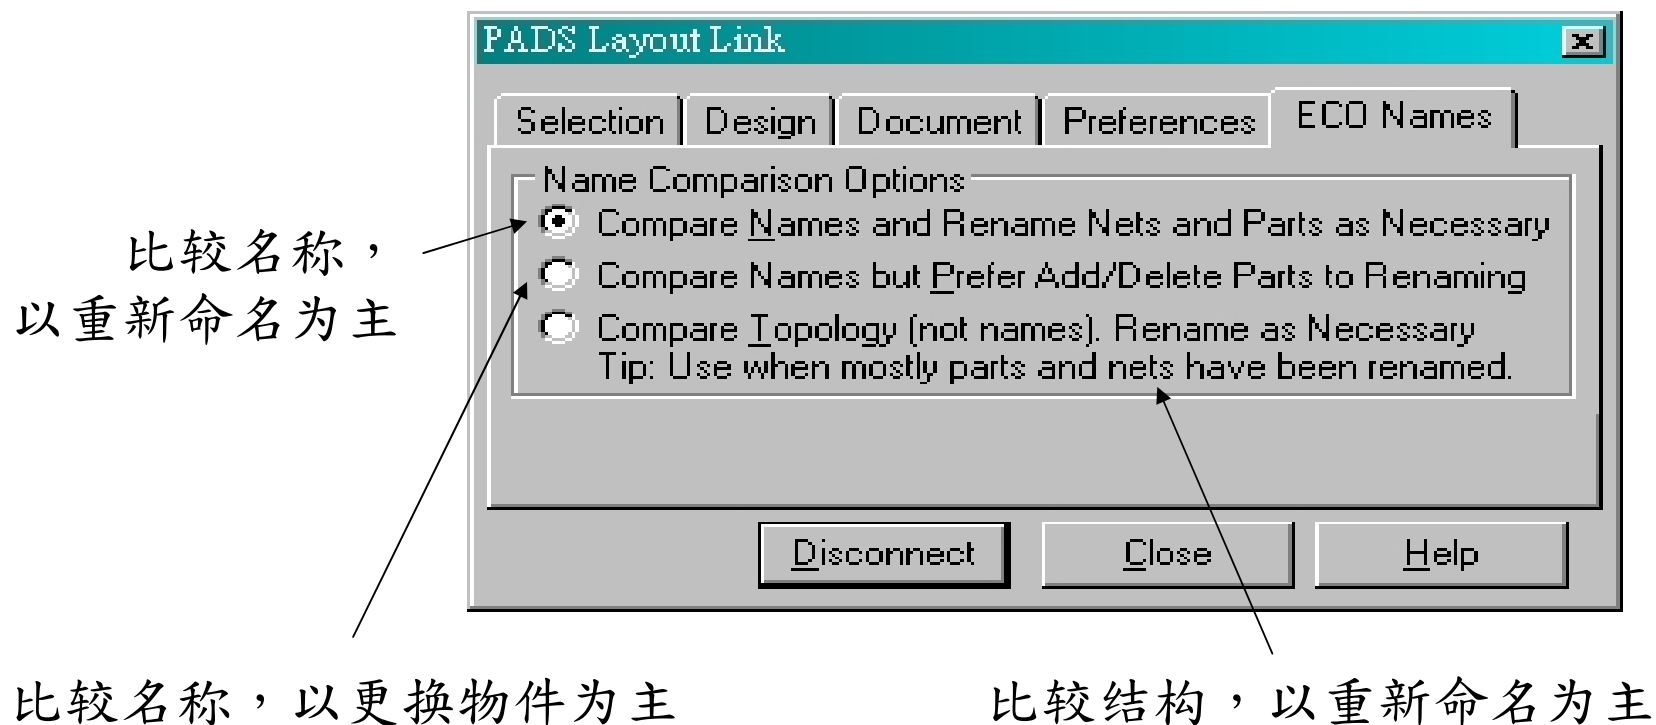 PADS Layout Link
Selection Design Document Preferences ECO Names
Name Comparison Options
Compare Names and Rename Nets and Parts as Necessary
Compare Names but Prefer Add/Delete Parts to Renaming
Compare Topology (not names). Rename as Necessary
Tip: Use when mostly parts and nets have been renamed.
Disconnect Close Help
比较名称，
以重新命名为主
比较名称，以更换物件为主
比较结构，以重新命名为主